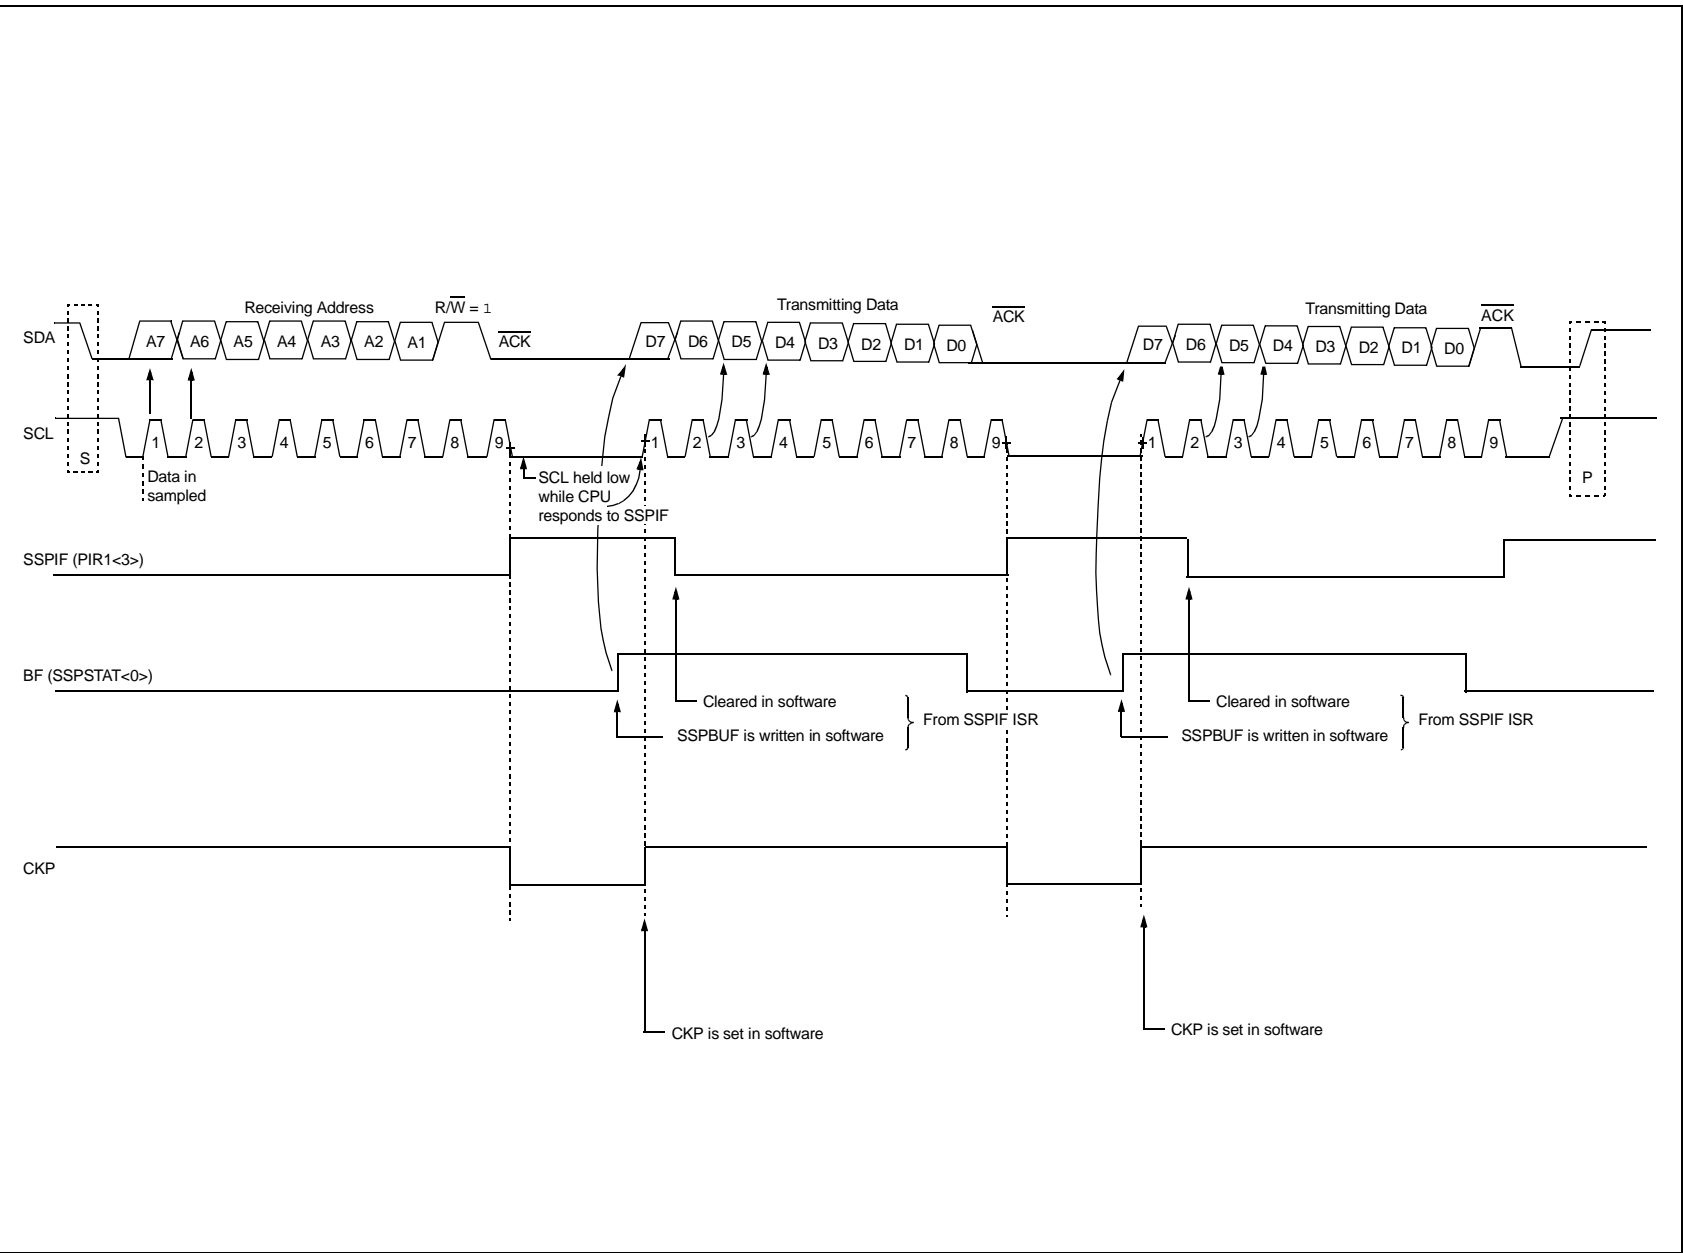 Receiving Address
R/W = 1
ACK
Transmitting Data
ACK
Transmitting Data
ACK
SDA
A7 A6 A5 A4 A3 A2 A1
D7 D6 D5 D4 D3 D2 D1 D0
D7 D6 D5 D4 D3 D2 D1 D0
SCL
S
1 2 3 4 5 6 7 8 9
1 2 3 4 5 6 7 8 9
1 2 3 4 5 6 7 8 9
P
Data in
sampled
SCL held low
while CPU
responds to SSPIF
SSPIF (PIR1<3>)
BF (SSPSTAT<0>)
Cleared in software
SSPBUF is written in software
From SSPIF ISR
Cleared in software
SSPBUF is written in software
From SSPIF ISR
CKP
CKP is set in software
CKP is set in software